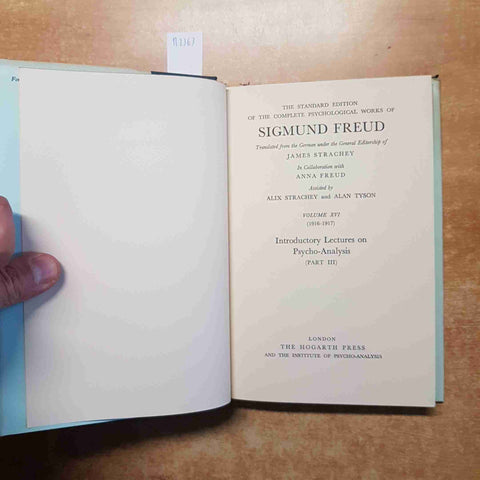 THE STANDARD EDITION
OF THE COMPLETE PSYCHOLOGICAL WORKS OF
SIGMUND FREUD
Translated from the German under the General Editorship of
JAMES STRACHEY
In Collaboration with
ANNA FREUD
Assisted by
ALIX STRACHEY and ALAN TYSON
VOLUME XVI
(1916-1917)
Introductory Lectures on
Psycho-Analysis
(PART III)
LONDON
THE HOGARTH PRESS
AND THE INSTITUTE OF PSYCHO-ANALYSIS